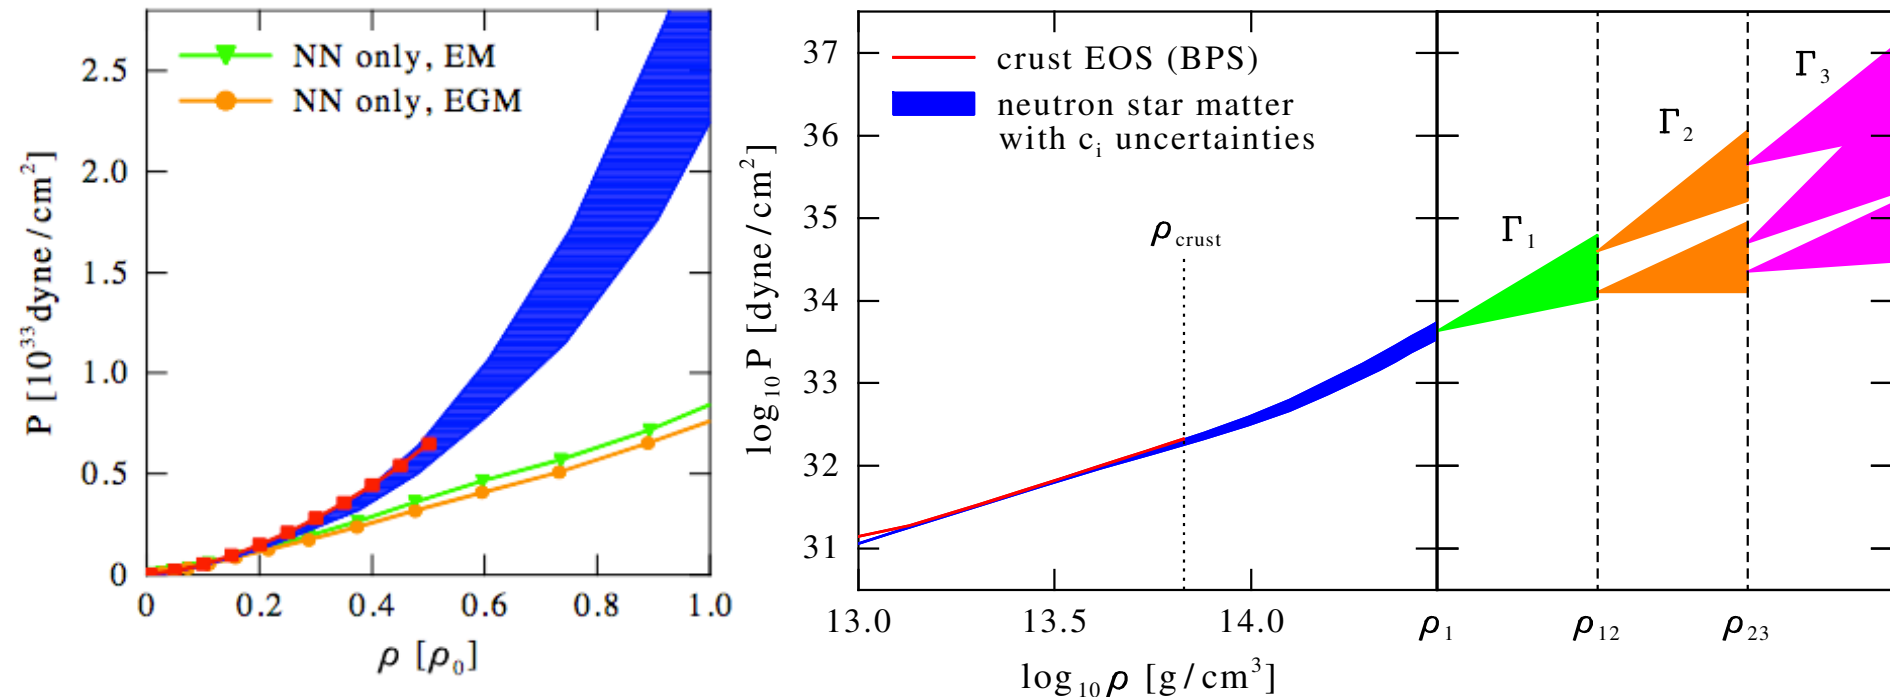 NN only, EM
NN only, EGM
P [10³³dyne/cm²]
2.5
2.0
1.5
1.0
0.5
0
0 0.2 0.4 0.6 0.8 1.0
ρ [ρ₀]
crust EOS (BPS)
neutron star matter
with cᵢ uncertainties
log₁₀P [dyne/cm²]
37
36
35
34
33
32
31
ρcrust
Γ₁
Γ₂
Γ₃
13.0 13.5 14.0 ρ₁ ρ₁₂ ρ₂₃
log₁₀ρ [g/cm³]